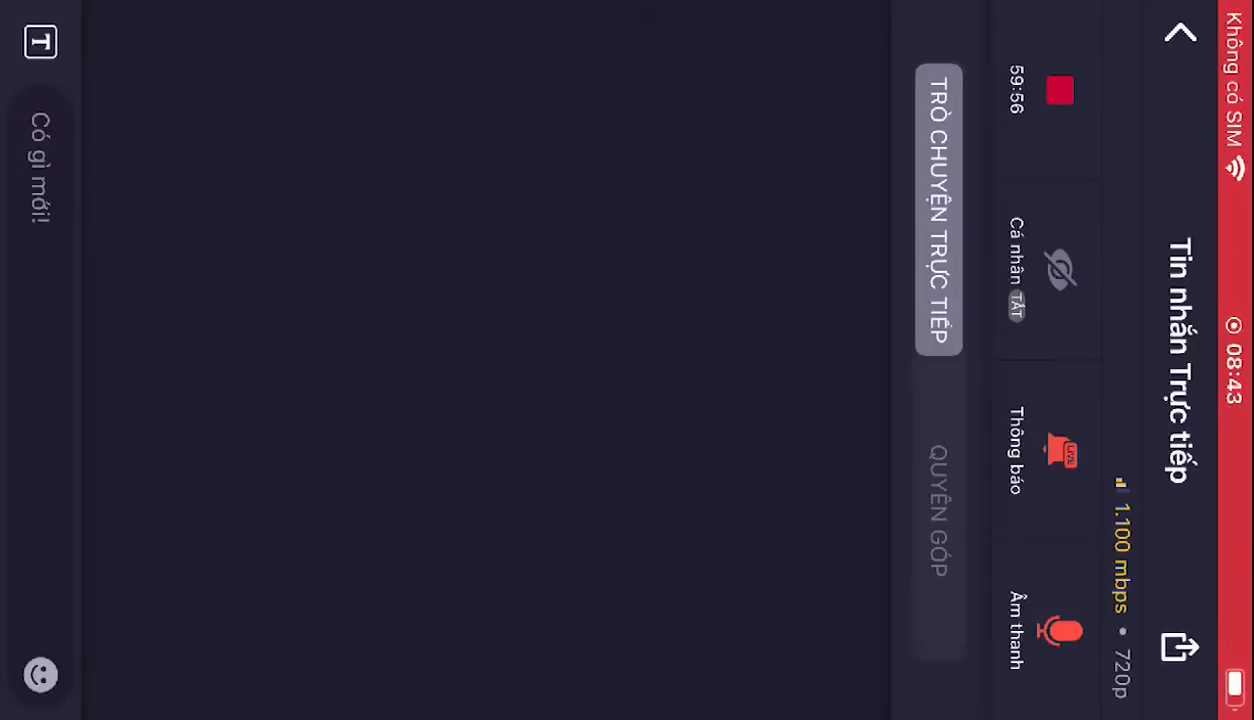 Không có SIM 08:43
Tin nhắn Trực tiếp
1.100 mbps • 720p
LIVE
59:56 Cá nhân TẮT Thông báo Âm thanh
TRÒ CHUYỆN TRỰC TIẾP QUYÊN GÓP
T Có gì mới!